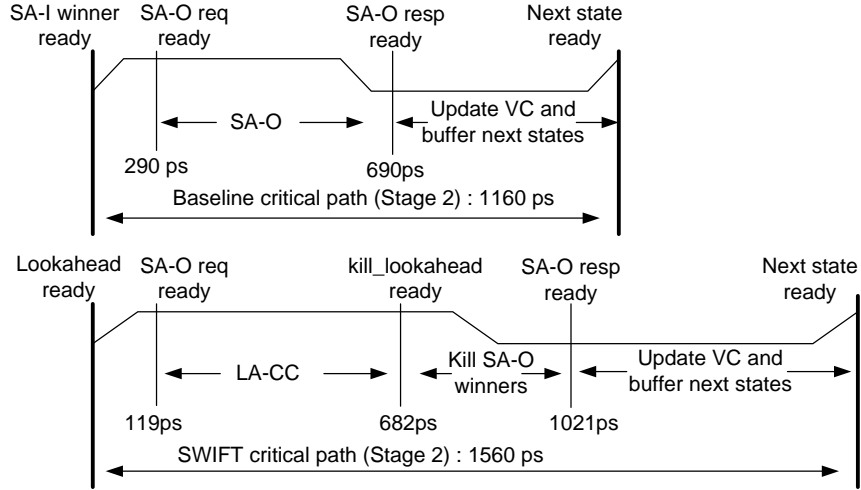 SA-I winner ready
SA-O req ready
SA-O resp ready
Next state ready
SA-O
Update VC and buffer next states
290 ps
690ps
Baseline critical path (Stage 2) : 1160 ps
Lookahead ready
SA-O req ready
kill_lookahead ready
SA-O resp ready
Next state ready
LA-CC
Kill SA-O winners
Update VC and buffer next states
119ps
682ps
1021ps
SWIFT critical path (Stage 2) : 1560 ps